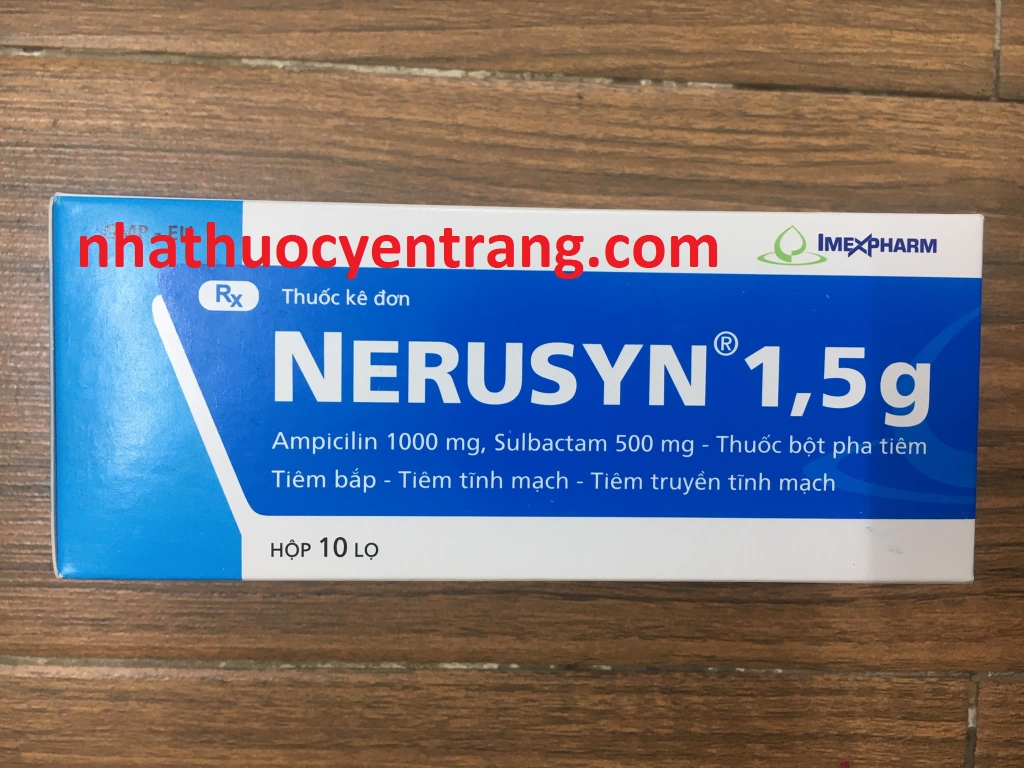 nhathuocyentrang.com
IMEXPHARM
Rx Thuốc kê đơn
NERUSYN® 1,5g
Ampicilin 1000 mg, Sulbactam 500 mg - Thuốc bột pha tiêm
Tiêm bắp - Tiêm tĩnh mạch - Tiêm truyền tĩnh mạch
HỘP 10 LỌ